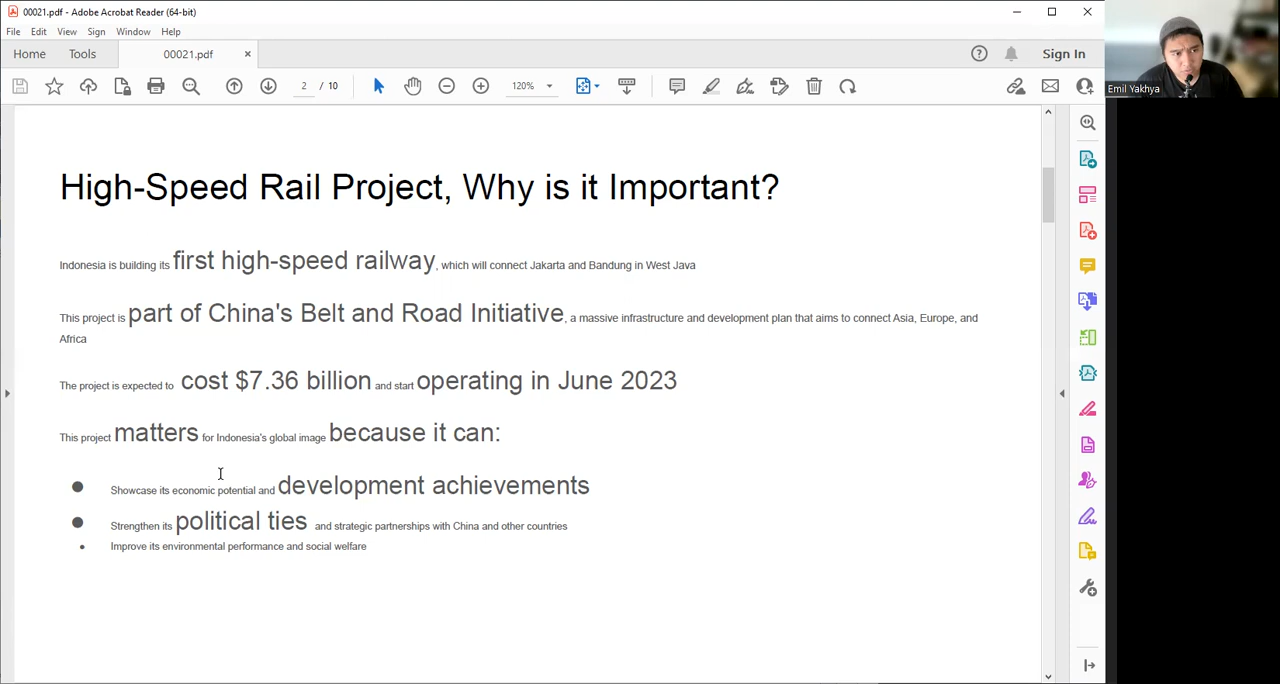 00021.pdf - Adobe Acrobat Reader (64-bit)
File Edit View Sign Window Help
Home Tools 00021.pdf × Sign In
2 / 10 120%
Emil Yakhya
High-Speed Rail Project, Why is it Important?
Indonesia is building its first high-speed railway, which will connect Jakarta and Bandung in West Java
This project is part of China's Belt and Road Initiative, a massive infrastructure and development plan that aims to connect Asia, Europe, and
Africa
The project is expected to cost $7.36 billion and start operating in June 2023
This project matters for Indonesia's global image because it can:
● Showcase its economic potential and development achievements
● Strengthen its political ties and strategic partnerships with China and other countries
• Improve its environmental performance and social welfare